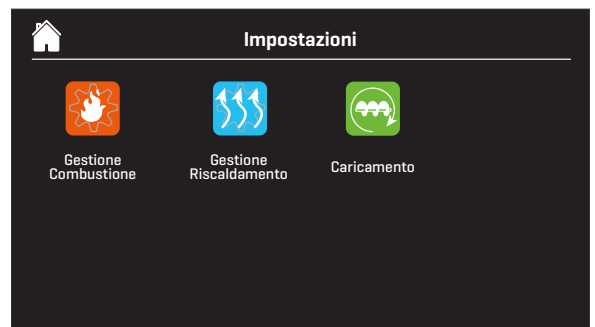 Impostazioni
Gestione
Combustione
Gestione
Riscaldamento
Caricamento